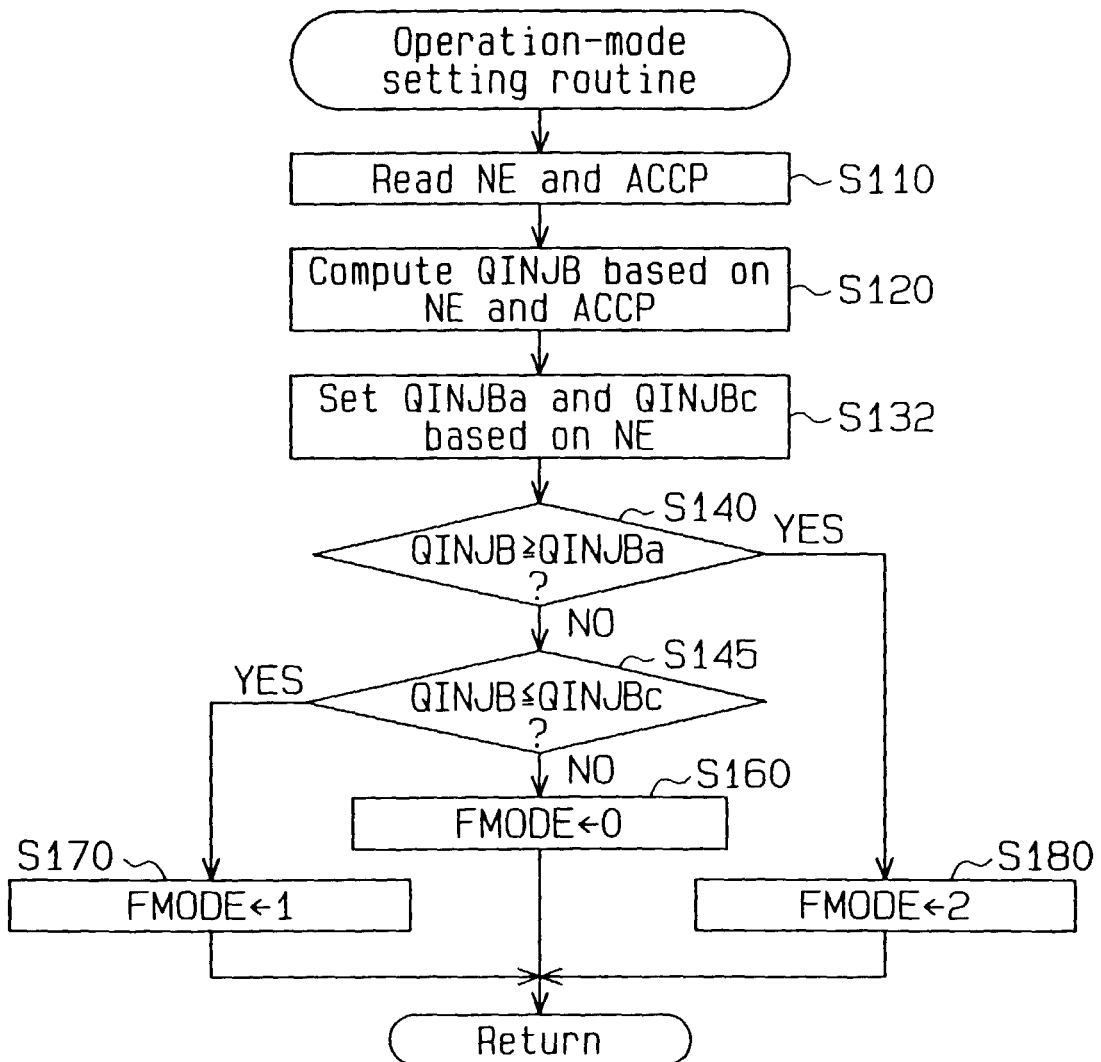 Operation-mode
setting routine
Read NE and ACCP
S110
Compute QINJB based on
NE and ACCP
S120
Set QINJBa and QINJBc
based on NE
S132
S140
QINJB≧QINJBa
?
YES
NO
S145
QINJB≦QINJBc
?
YES
NO
S160
FMODE←0
S170
FMODE←1
S180
FMODE←2
Return